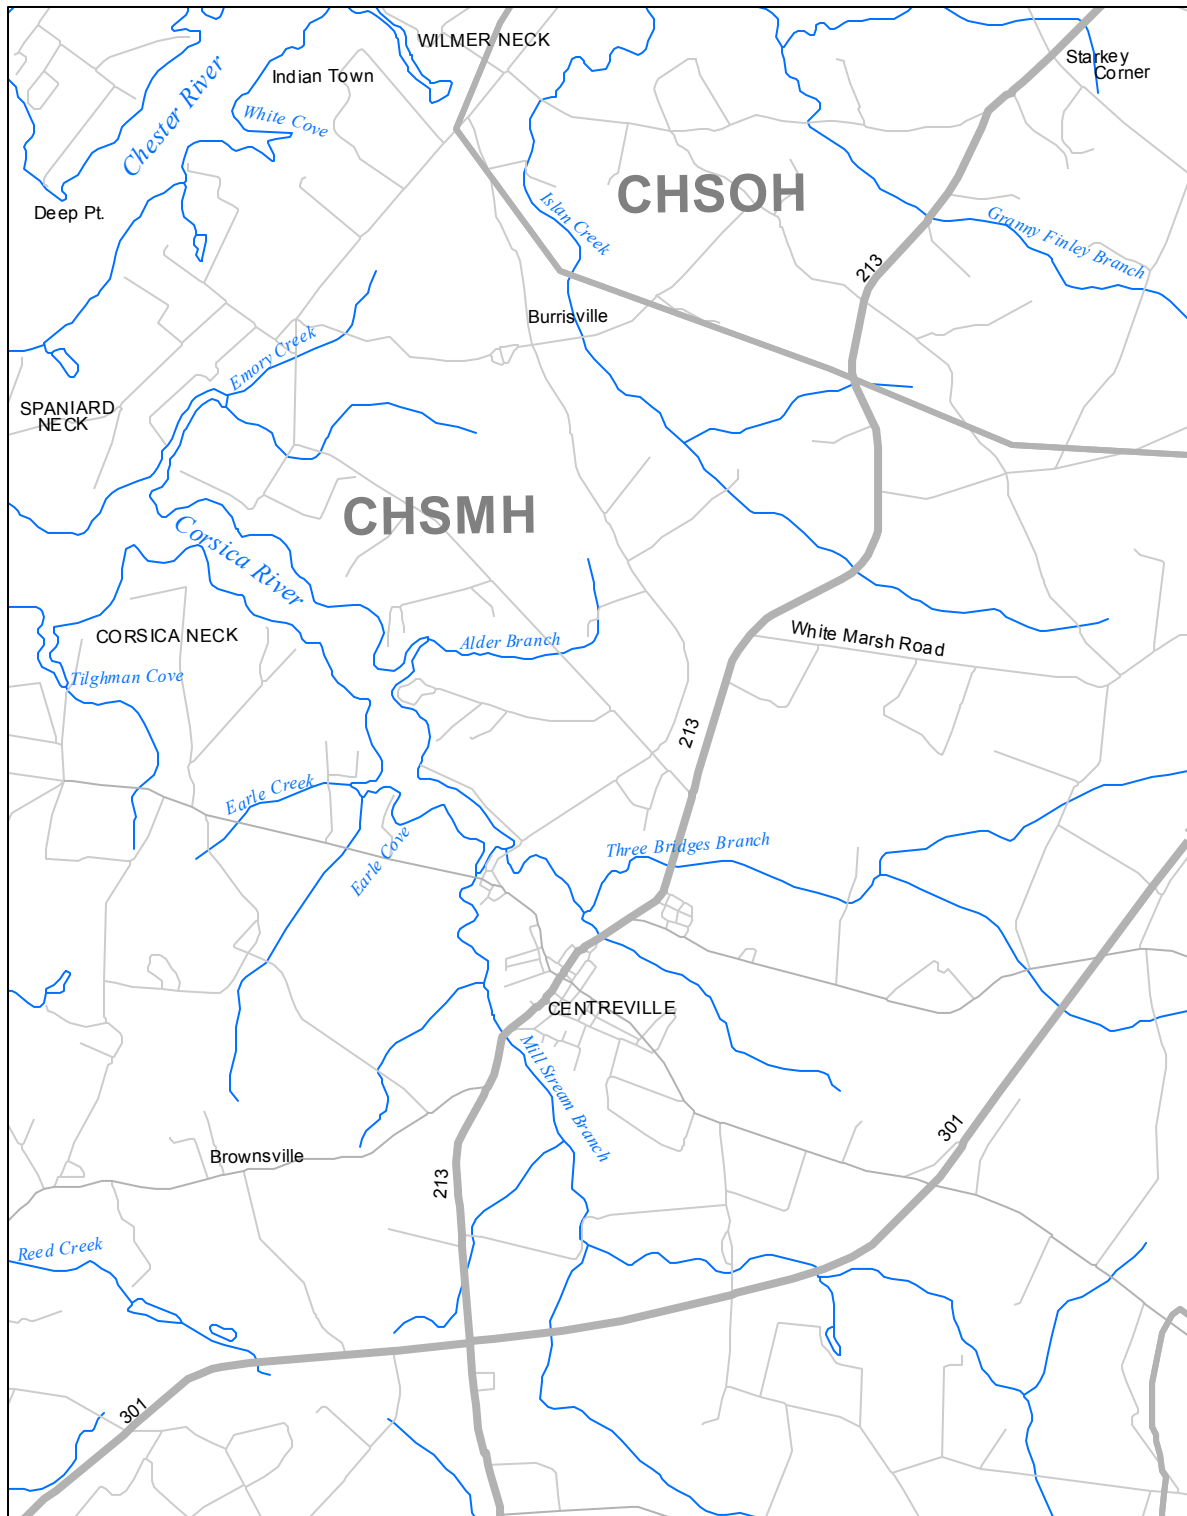 WILMER NECK
Starkey
Corner
Chester River
Indian Town
White Cove
CHSOH
Deep Pt.
Islan Creek
Granny Finley Branch
213
Burrisville
Emory Creek
SPANIARD
NECK
CHSMH
Corsica River
CORSICA NECK
Alder Branch
White Marsh Road
Tilghman Cove
213
Earle Creek
Earle Cove
Three Bridges Branch
CENTREVILLE
Mill Stream Branch
301
Brownsville
213
Reed Creek
301